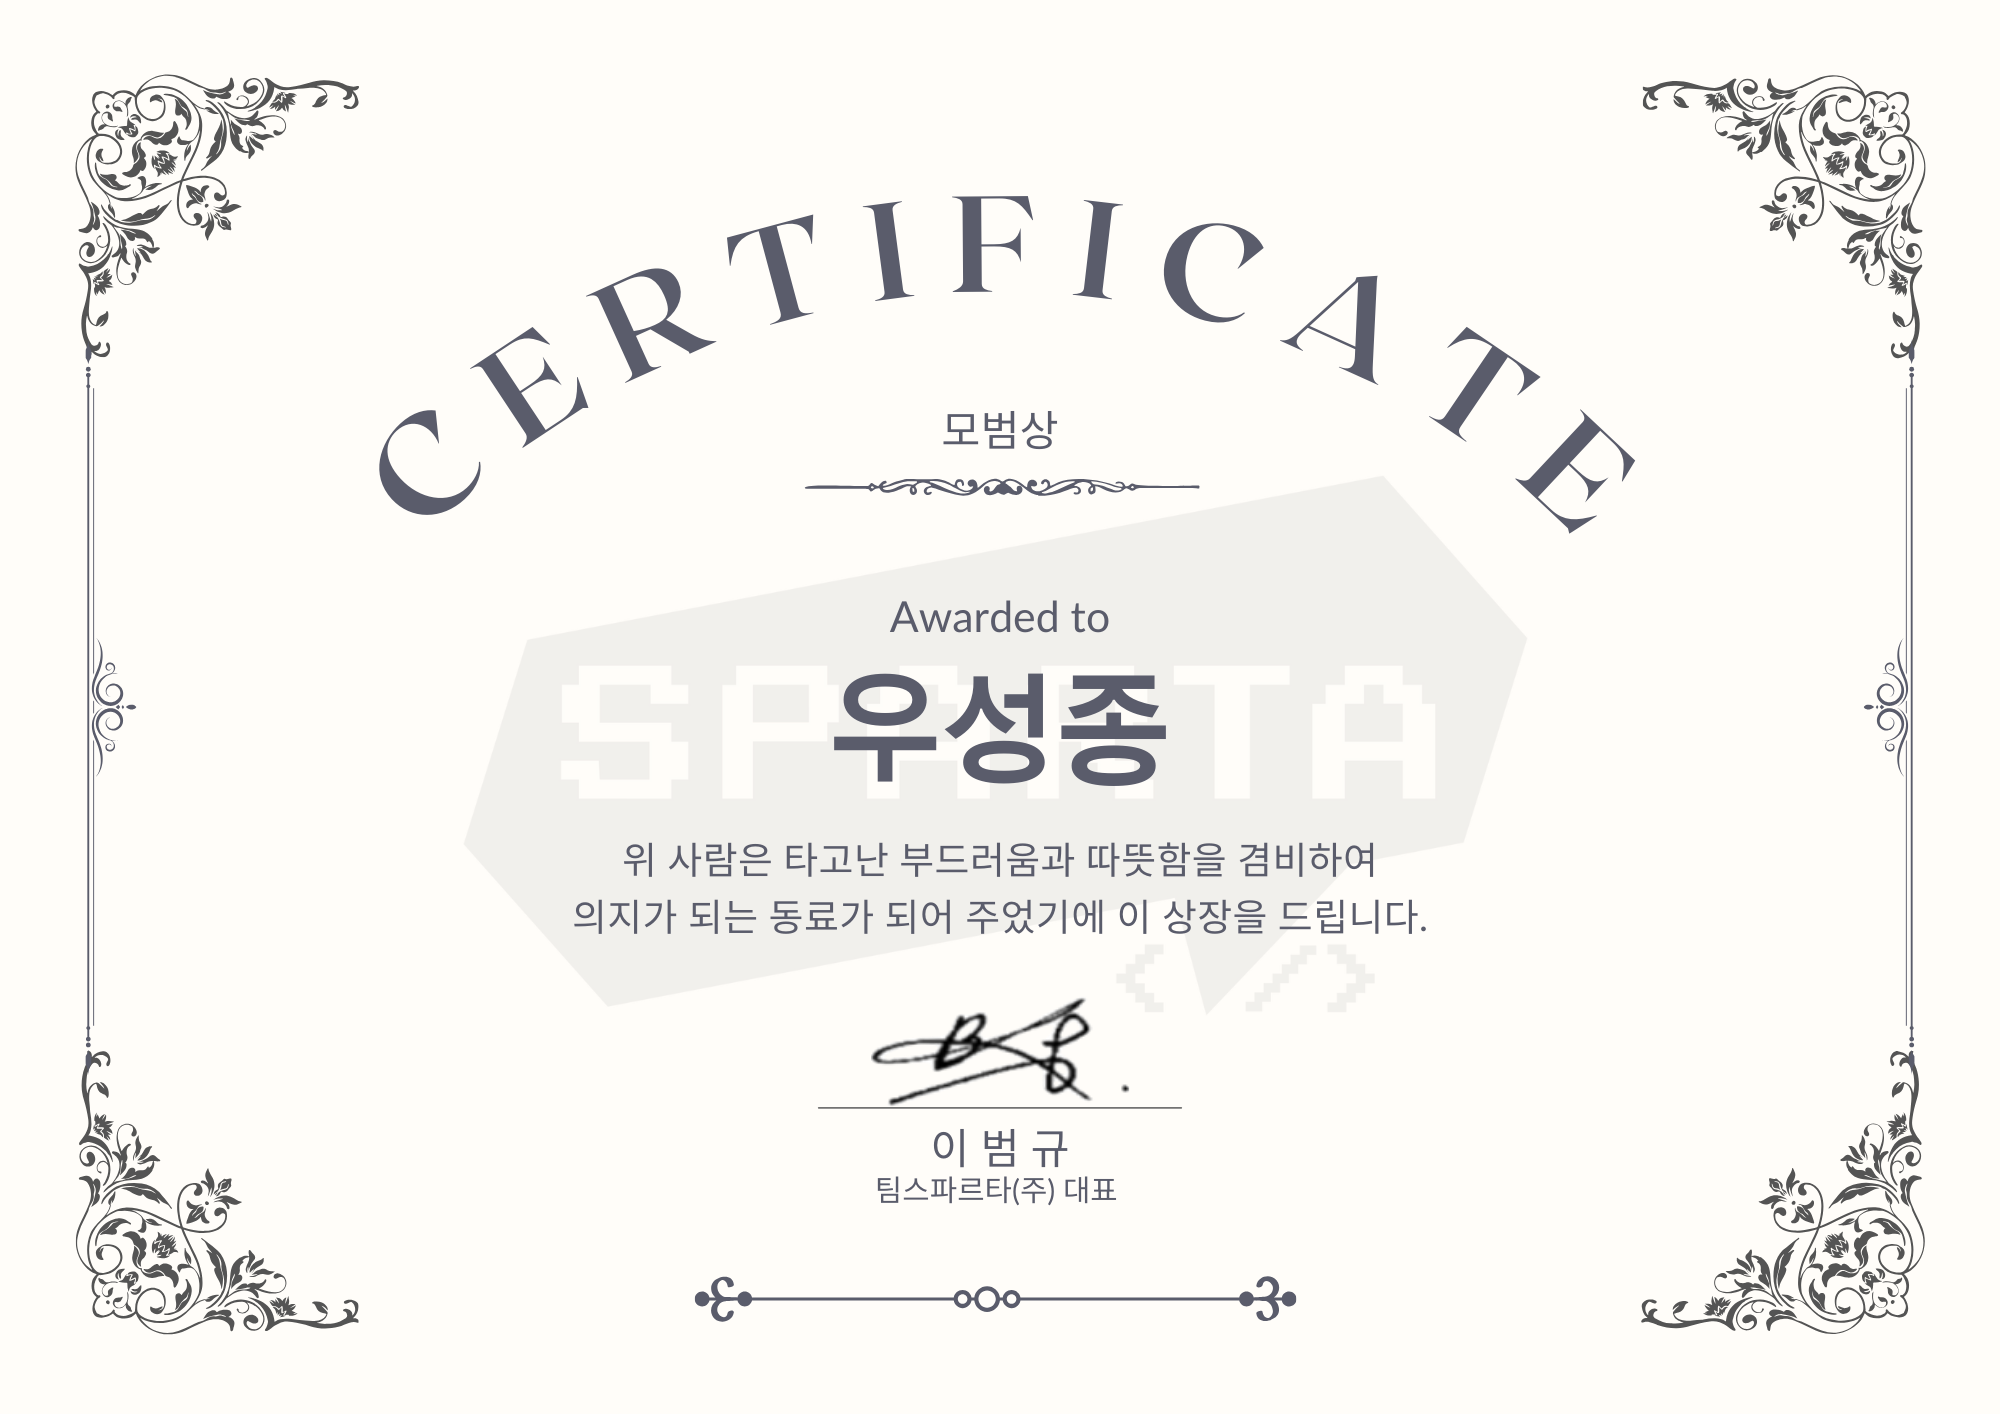 CERTIFICATE
모범상
Awarded to
SPARTA
우성종
위 사람은 타고난 부드러움과 따뜻함을 겸비하여
의지가 되는 동료가 되어 주었기에 이 상장을 드립니다.
</>
이 범 규
팀스파르타(주) 대표